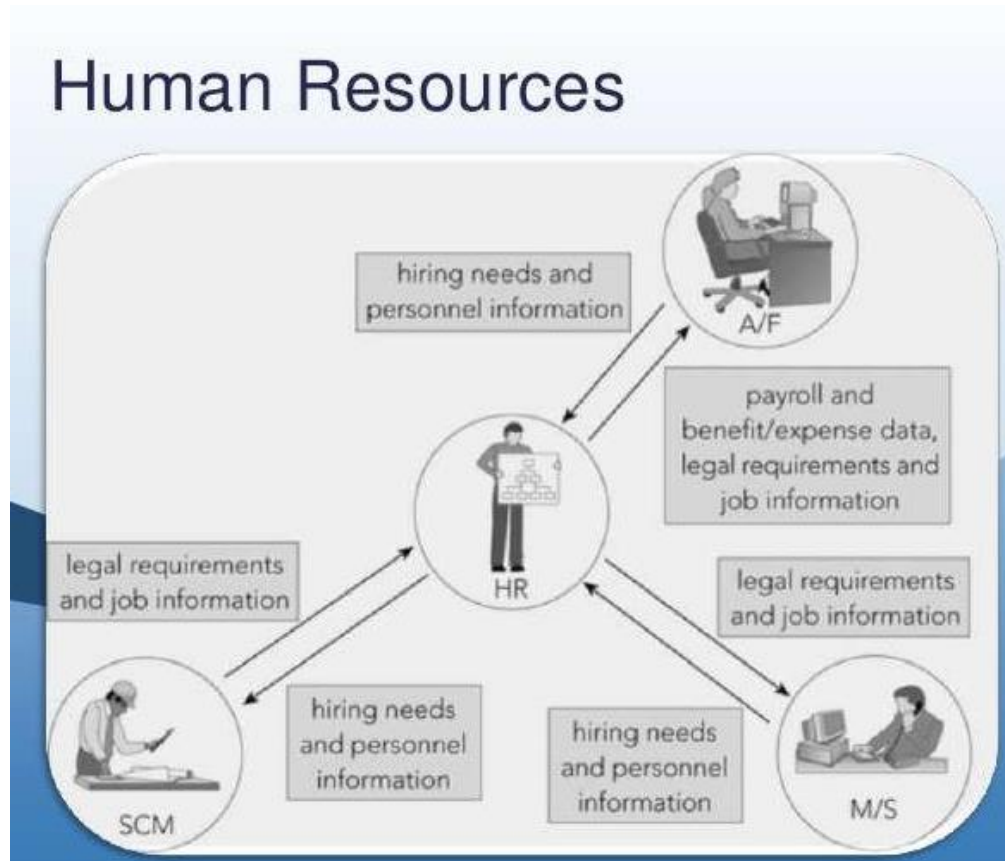 Human Resources
hiring needs and
personnel information
A/F
payroll and
benefit/expense data,
legal requirements and
job information
HR
legal requirements
and job information
legal requirements
and job information
hiring needs
and personnel
information
hiring needs
and personnel
information
SCM
M/S